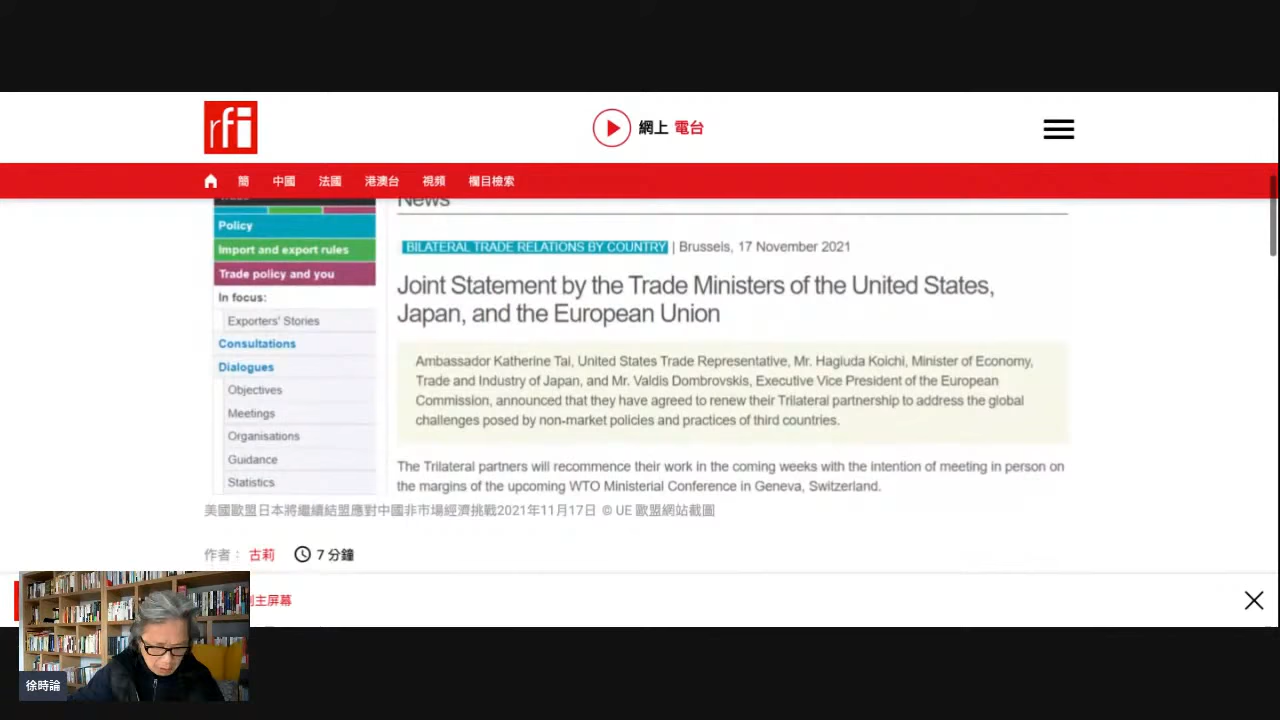 rfi
網上 電台
簡 中國 法國 港澳台 視頻 欄目檢索
News
Policy
Import and export rules
Trade policy and you
In focus:
Exporters' Stories
Consultations
Dialogues
Objectives
Meetings
Organisations
Guidance
Statistics
BILATERAL TRADE RELATIONS BY COUNTRY | Brussels, 17 November 2021
Joint Statement by the Trade Ministers of the United States,
Japan, and the European Union
Ambassador Katherine Tai, United States Trade Representative, Mr. Hagiuda Koichi, Minister of Economy,
Trade and Industry of Japan, and Mr. Valdis Dombrovskis, Executive Vice President of the European
Commission, announced that they have agreed to renew their Trilateral partnership to address the global
challenges posed by non-market policies and practices of third countries.
The Trilateral partners will recommence their work in the coming weeks with the intention of meeting in person on
the margins of the upcoming WTO Ministerial Conference in Geneva, Switzerland.
美國歐盟日本將繼續結盟應對中國非市場經濟挑戰2021年11月17日 © UE 歐盟網站截圖
作者： 古莉 7 分鐘
主屏幕
徐時論